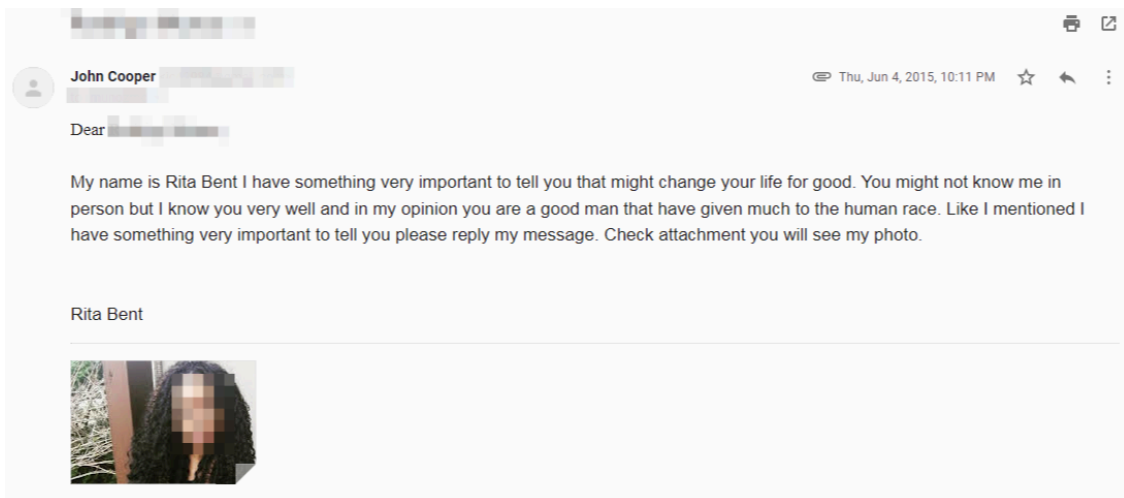 John Cooper
Thu, Jun 4, 2015, 10:11 PM
Dear
My name is Rita Bent I have something very important to tell you that might change your life for good. You might not know me in
person but I know you very well and in my opinion you are a good man that have given much to the human race. Like I mentioned I
have something very important to tell you please reply my message. Check attachment you will see my photo.
Rita Bent